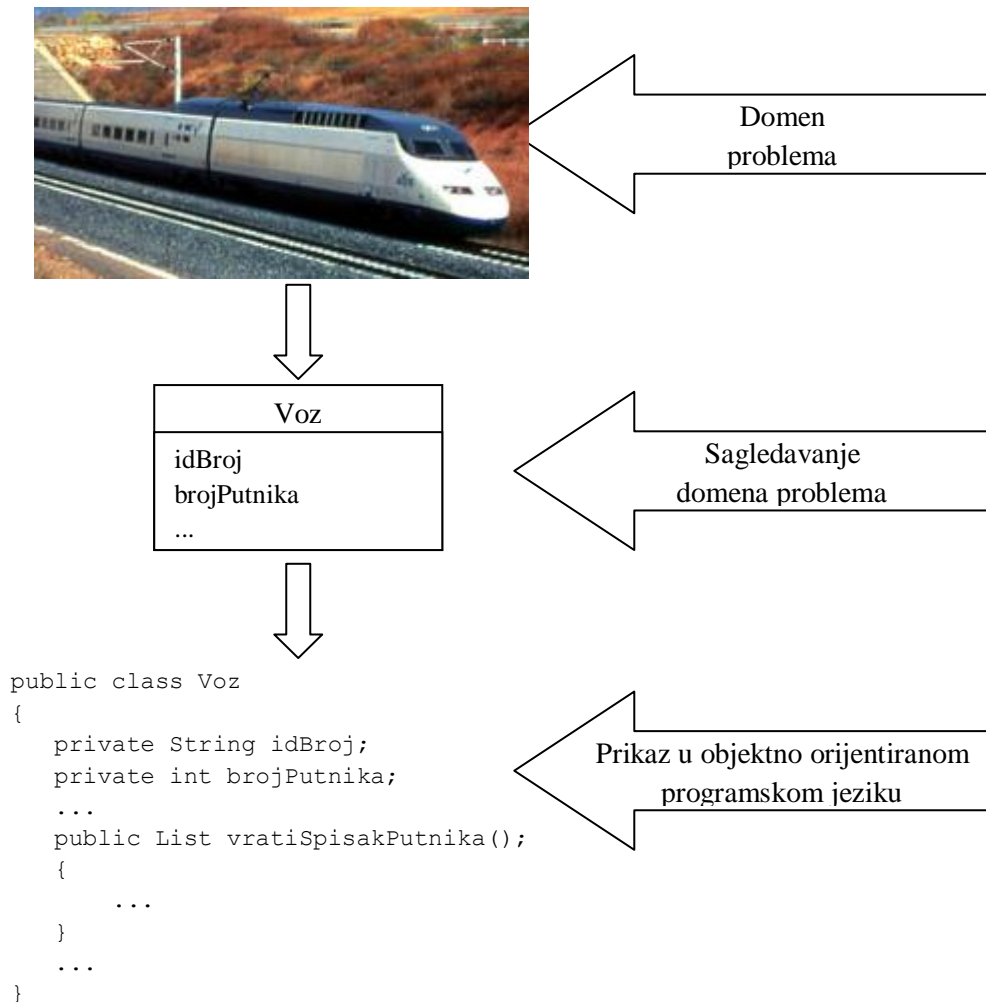 Domen
problema
Voz
idBroj
brojPutnika
...
Sagledavanje
domena problema
public class Voz
{
   private String idBroj;
   private int brojPutnika;
   ...
   public List vratiSpisakPutnika();
   {
       ...
   }
   ...
}
Prikaz u objektno orijentiranom
programskom jeziku